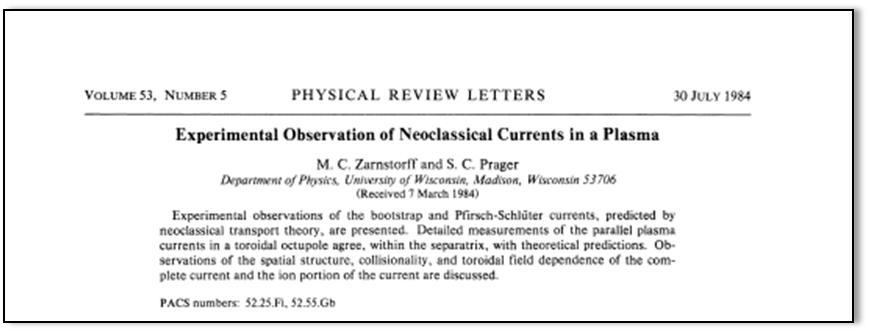 VOLUME 53, NUMBER 5 PHYSICAL REVIEW LETTERS 30 JULY 1984
Experimental Observation of Neoclassical Currents in a Plasma
M. C. Zarnstorff and S. C. Prager
Department of Physics, University of Wisconsin, Madison, Wisconsin 53706
(Received 7 March 1984)
Experimental observations of the bootstrap and Pfirsch-Schlüter currents, predicted by
neoclassical transport theory, are presented. Detailed measurements of the parallel plasma
currents in a toroidal octupole agree, within the separatrix, with theoretical predictions. Ob-
servations of the spatial structure, collisionality, and toroidal field dependence of the com-
plete current and the ion portion of the current are discussed.
PACS numbers: 52.25.Fi, 52.55.Gb